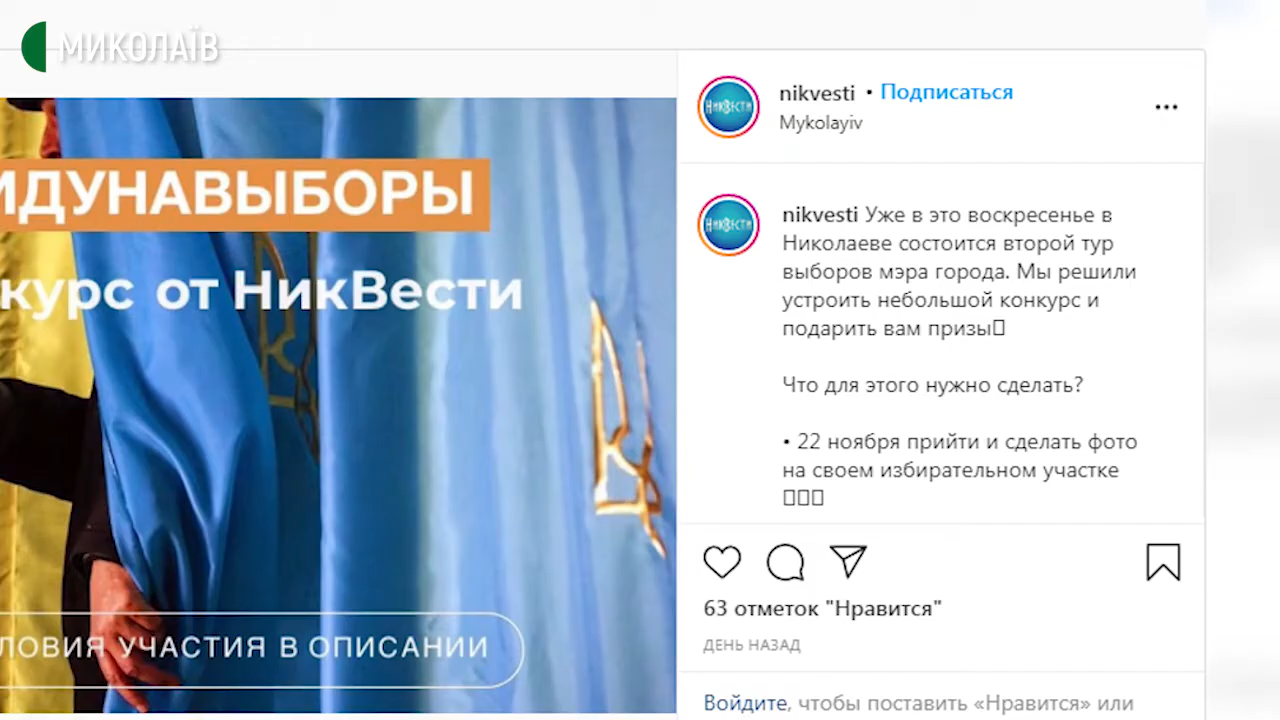 МИКОЛАЇВ
ИДУНАВЫБОРЫ
курс от НикВести
ЛОВИЯ УЧАСТИЯ В ОПИСАНИИ
НИКВЕСТИ
nikvesti • Подписаться
Mykolayiv
НИКВЕСТИ
nikvesti Уже в это воскресенье в
Николаеве состоится второй тур
выборов мэра города. Мы решили
устроить небольшой конкурс и
подарить вам призы
Что для этого нужно сделать?
• 22 ноября прийти и сделать фото
на своем избирательном участке
63 отметок "Нравится"
ДЕНЬ НАЗАД
Войдите, чтобы поставить «Нравится» или